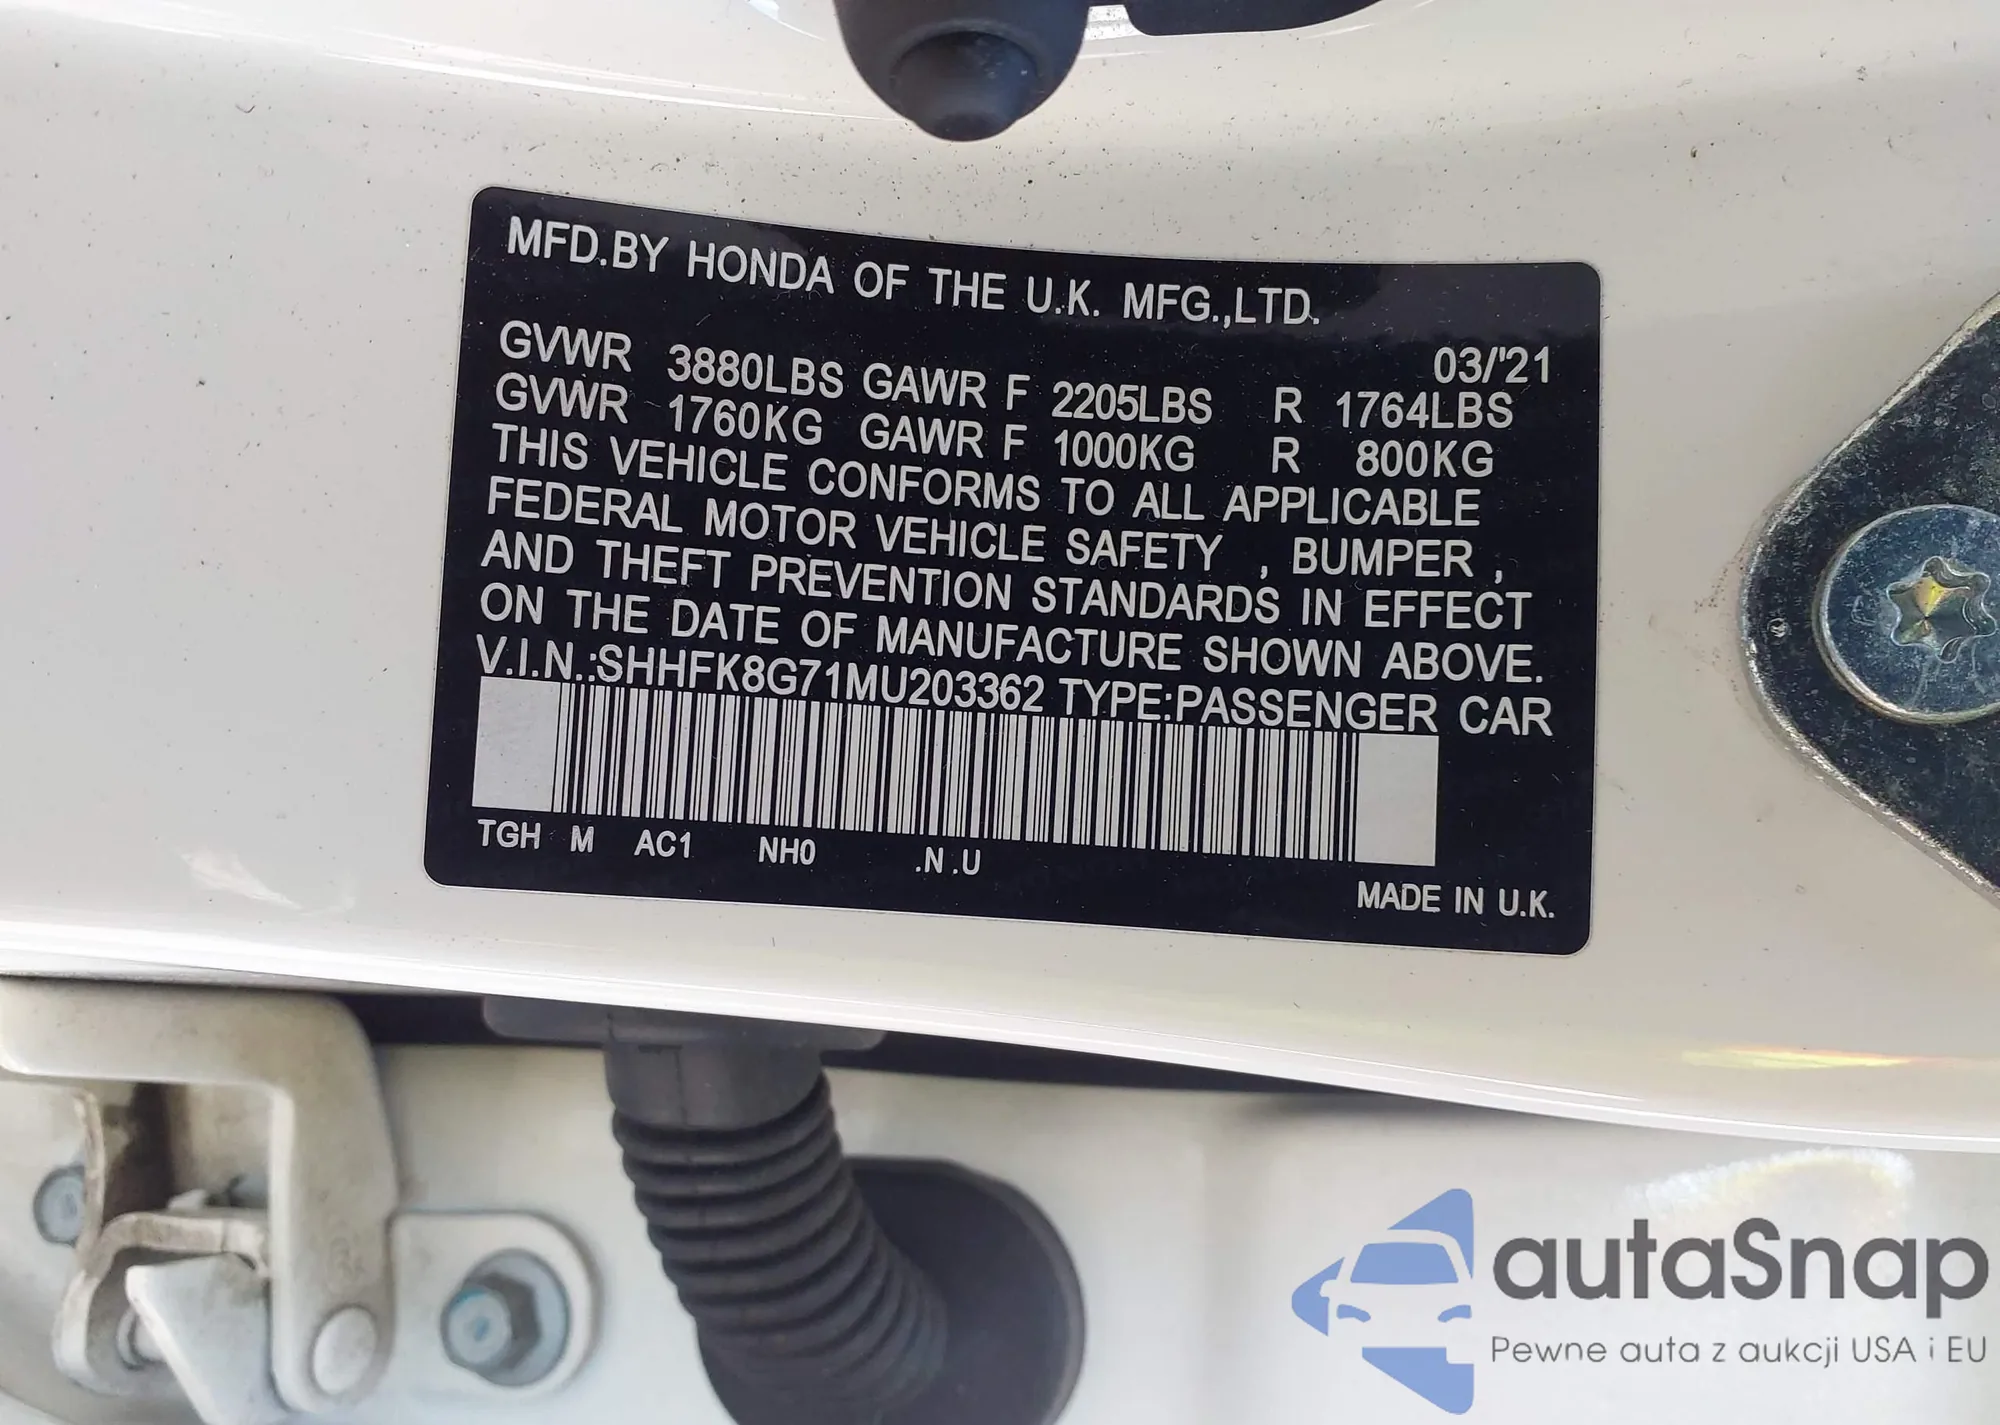 MFD.BY HONDA OF THE U.K. MFG.,LTD.
03/'21
GVWR 3880LBS GAWR F 2205LBS R 1764LBS
GVWR 1760KG GAWR F 1000KG R 800KG
THIS VEHICLE CONFORMS TO ALL APPLICABLE
FEDERAL MOTOR VEHICLE SAFETY , BUMPER ,
AND THEFT PREVENTION STANDARDS IN EFFECT
ON THE DATE OF MANUFACTURE SHOWN ABOVE.
V.I.N.:SHHFK8G71MU203362 TYPE:PASSENGER CAR
TGH M AC1 NH0 .N .U
MADE IN U.K.
autaSnap
Pewne auta z aukcji USA i EU